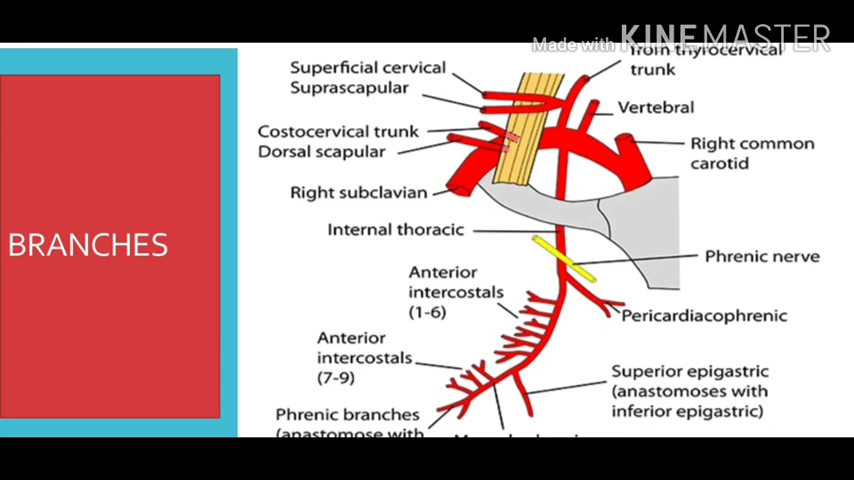 Made with KINEMASTER
BRANCHES
from thyrocervical
trunk
Superficial cervical
Suprascapular
Vertebral
Costocervical trunk
Dorsal scapular
Right common
carotid
Right subclavian
Internal thoracic
Phrenic nerve
Anterior
intercostals
(1-6)
Pericardiacophrenic
Anterior
intercostals
(7-9)
Superior epigastric
(anastomoses with
inferior epigastric)
Phrenic branches
(anastomose with